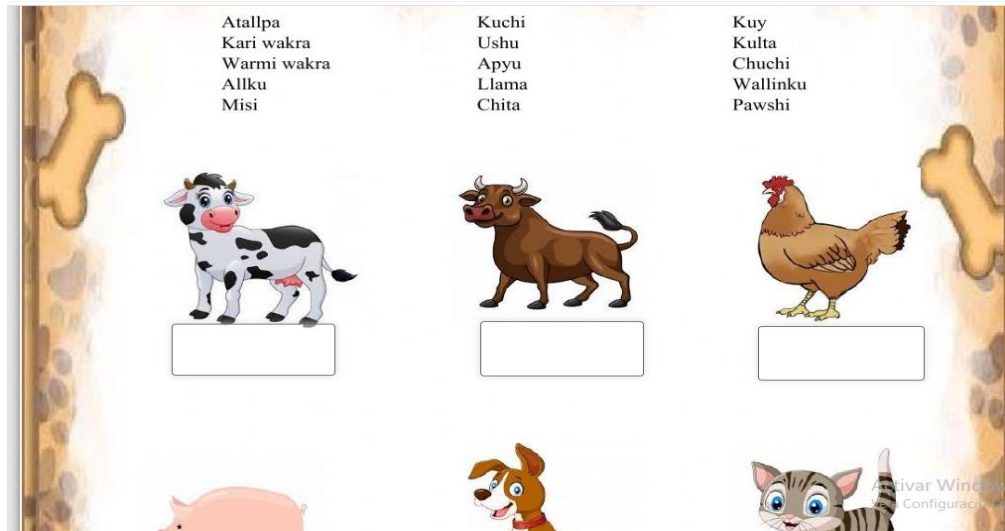 Atallpa
Kari wakra
Warmi wakra
Allku
Misi
Kuchi
Ushu
Apyu
Llama
Chita
Kuy
Kulta
Chuchi
Wallinku
Pawshi